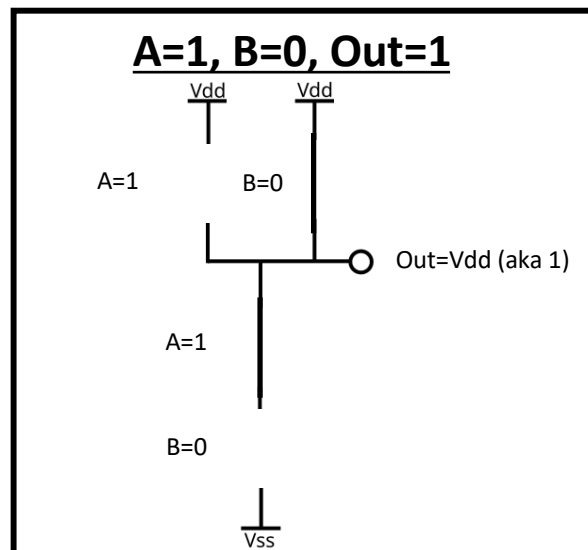 A=1, B=0, Out=1
Vdd Vdd
A=1 B=0
Out=Vdd (aka 1)
A=1
B=0
Vss